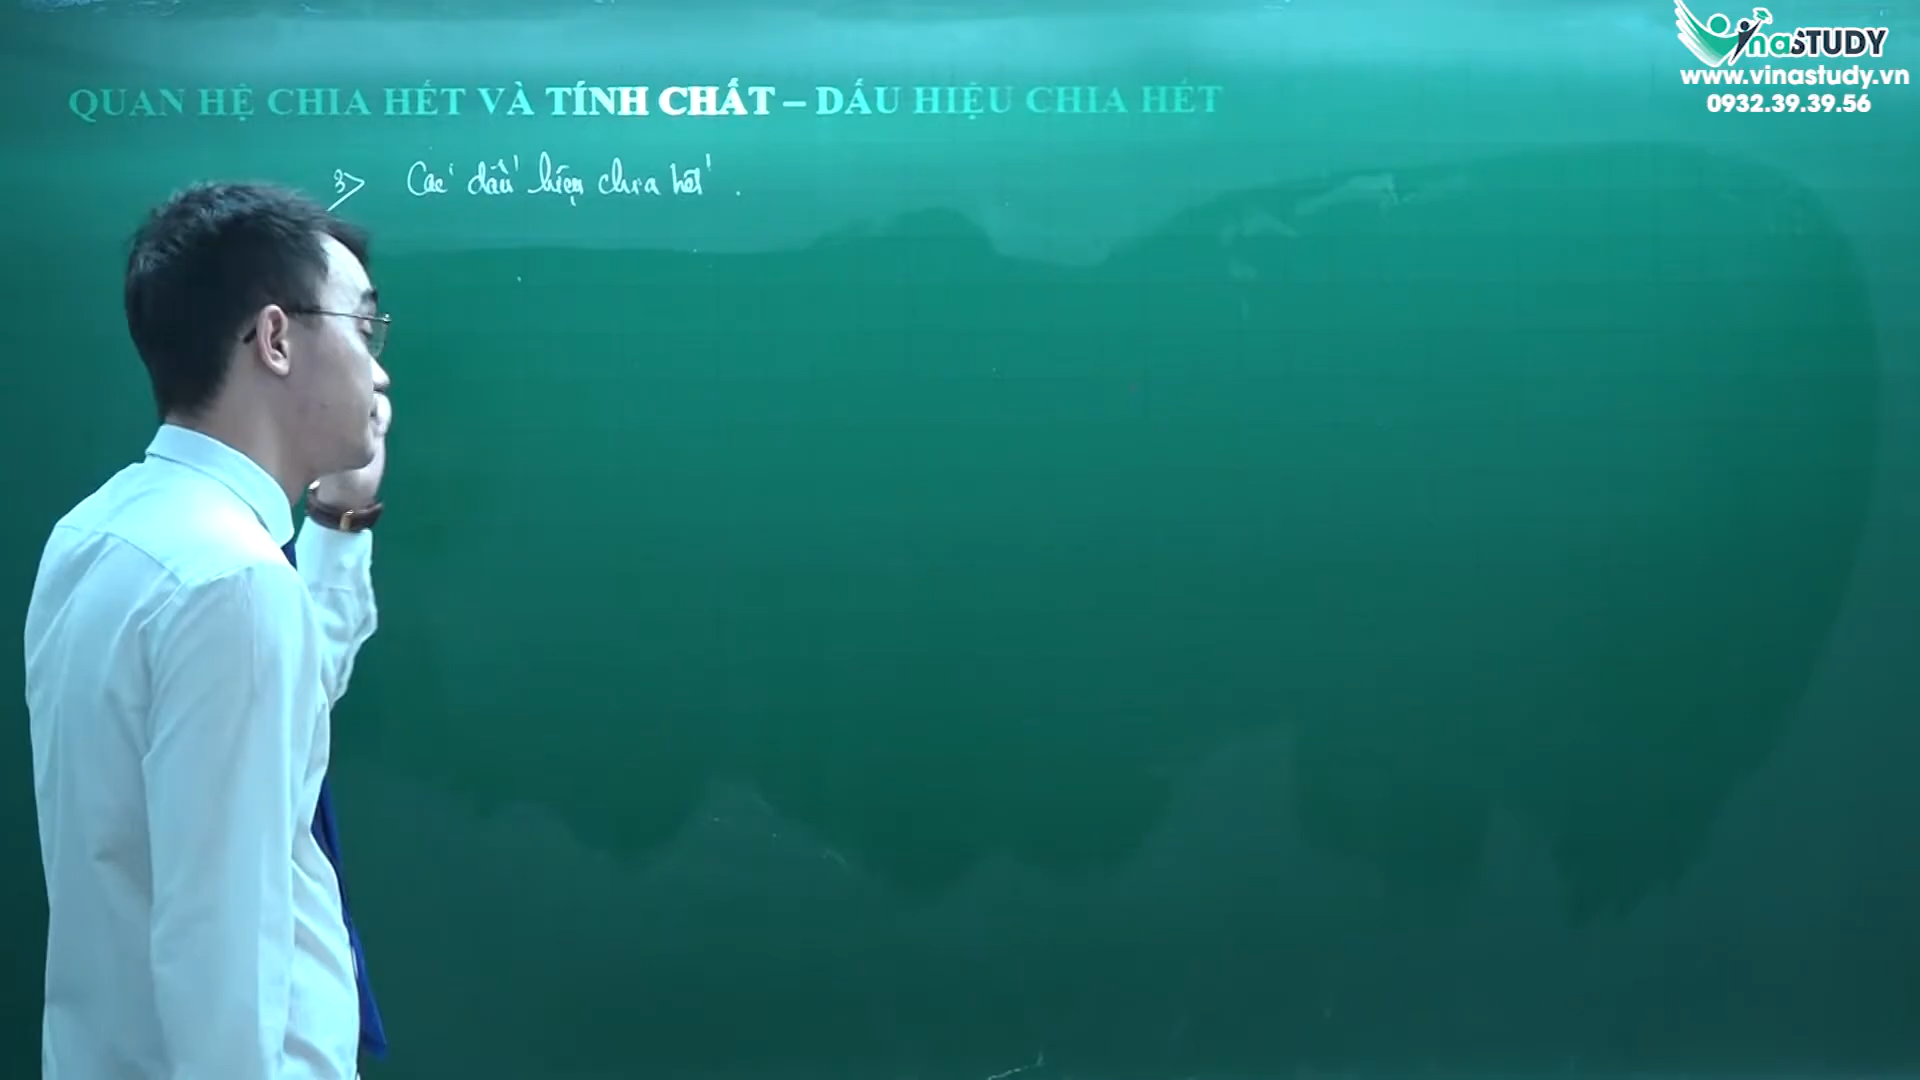 VinaSTUDY
www.vinastudy.vn
0932.39.39.56
QUAN HỆ CHIA HẾT VÀ TÍNH CHẤT – DẤU HIỆU CHIA HẾT
3> Các dấu hiệu chia hết.